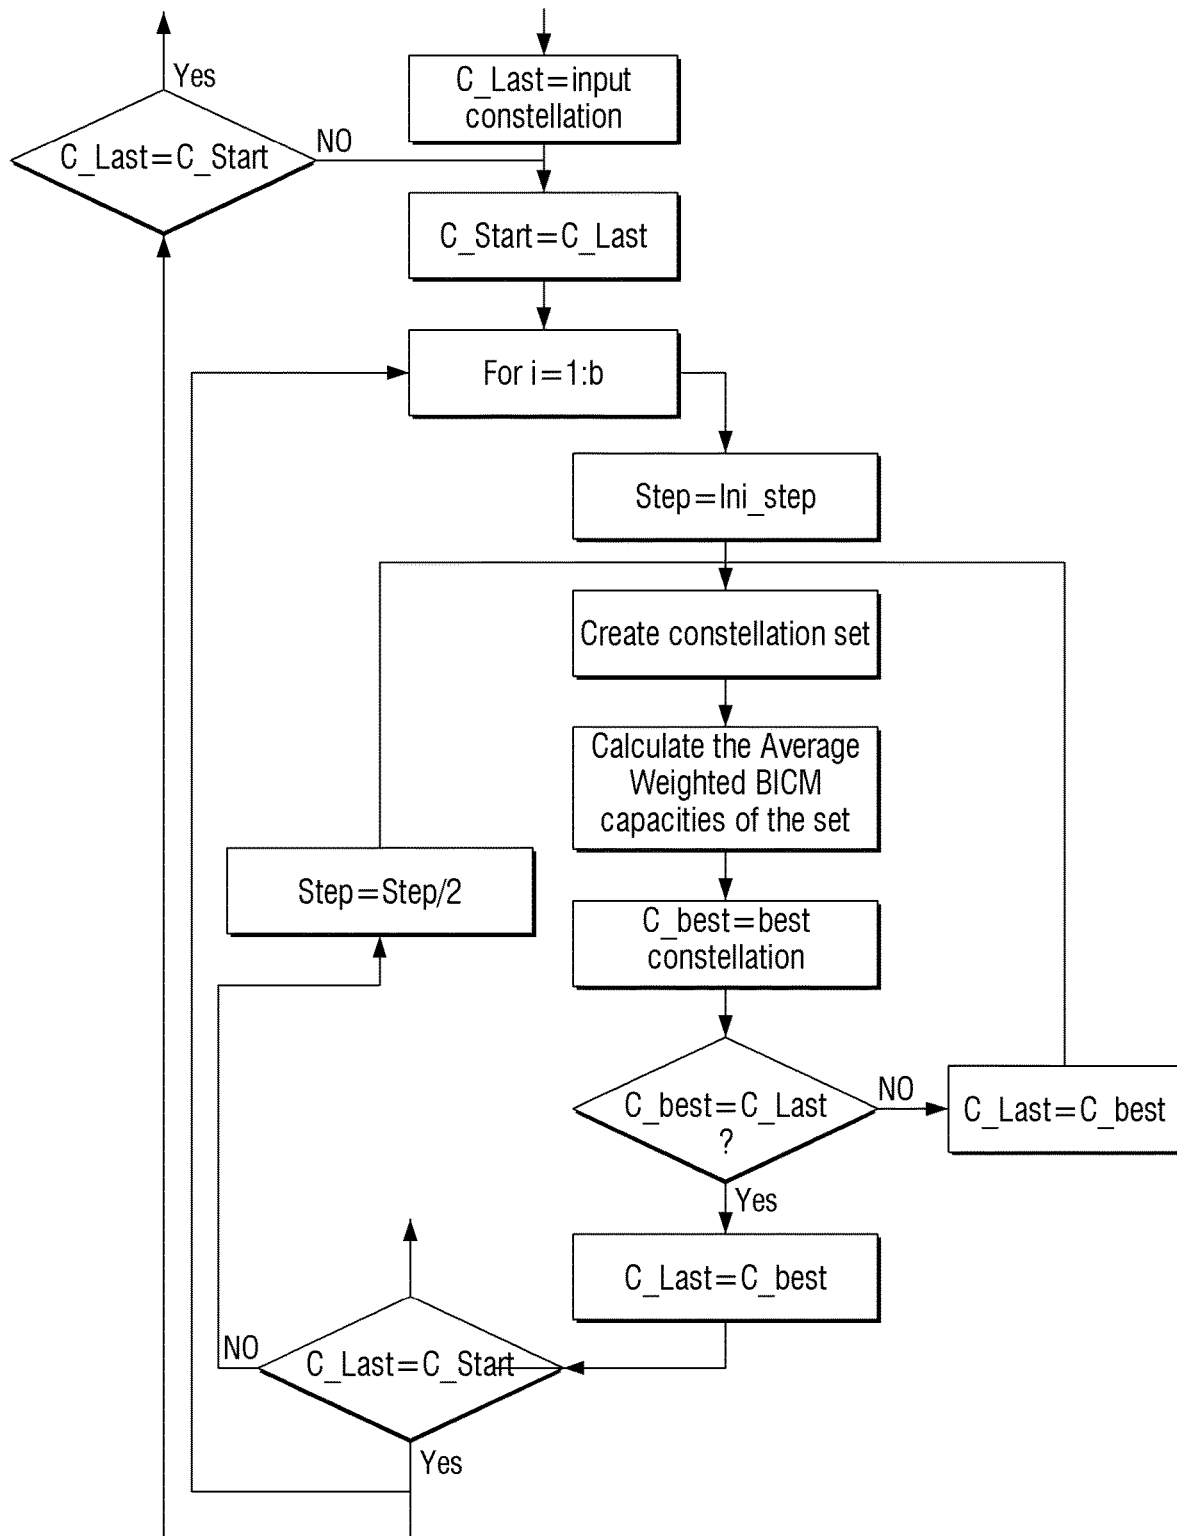 Yes
C_Last=C_Start
NO
C_Last=input
constellation
C_Start=C_Last
For i=1:b
Step=Ini_step
Create constellation set
Calculate the Average
Weighted BICM
capacities of the set
Step=Step/2
C_best=best
constellation
C_best=C_Last
?
NO
C_Last=C_best
Yes
C_Last=C_best
NO
C_Last=C_Start
Yes